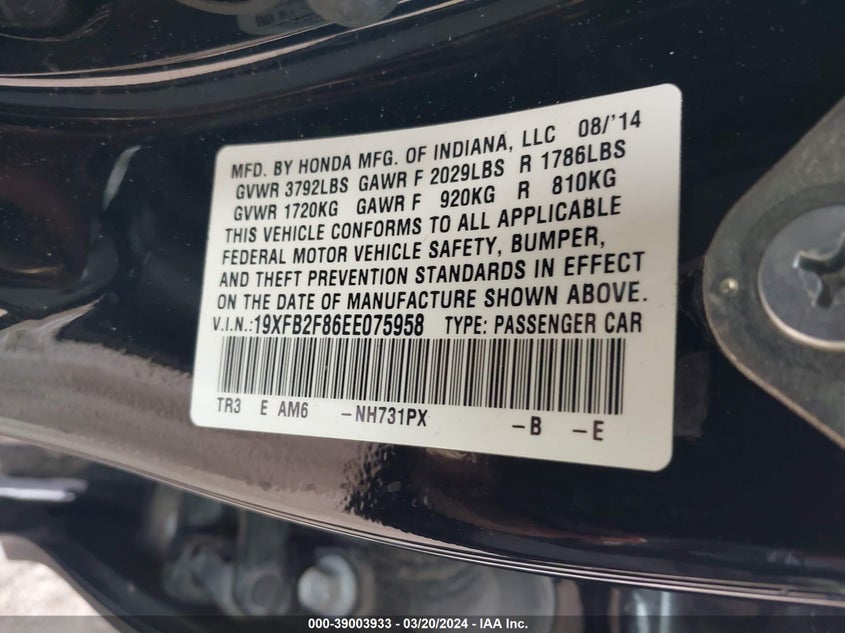 MFD. BY HONDA MFG. OF INDIANA, LLC 08/'14
GVWR 3792LBS GAWR F 2029LBS R 1786LBS
GVWR 1720KG GAWR F 920KG R 810KG
THIS VEHICLE CONFORMS TO ALL APPLICABLE
FEDERAL MOTOR VEHICLE SAFETY, BUMPER,
AND THEFT PREVENTION STANDARDS IN EFFECT
ON THE DATE OF MANUFACTURE SHOWN ABOVE.
V.I.N.:19XFB2F86EE075958 TYPE: PASSENGER CAR
TR3 E AM6 -NH731PX -B -E
000-39003933 - 03/20/2024 - IAA Inc.